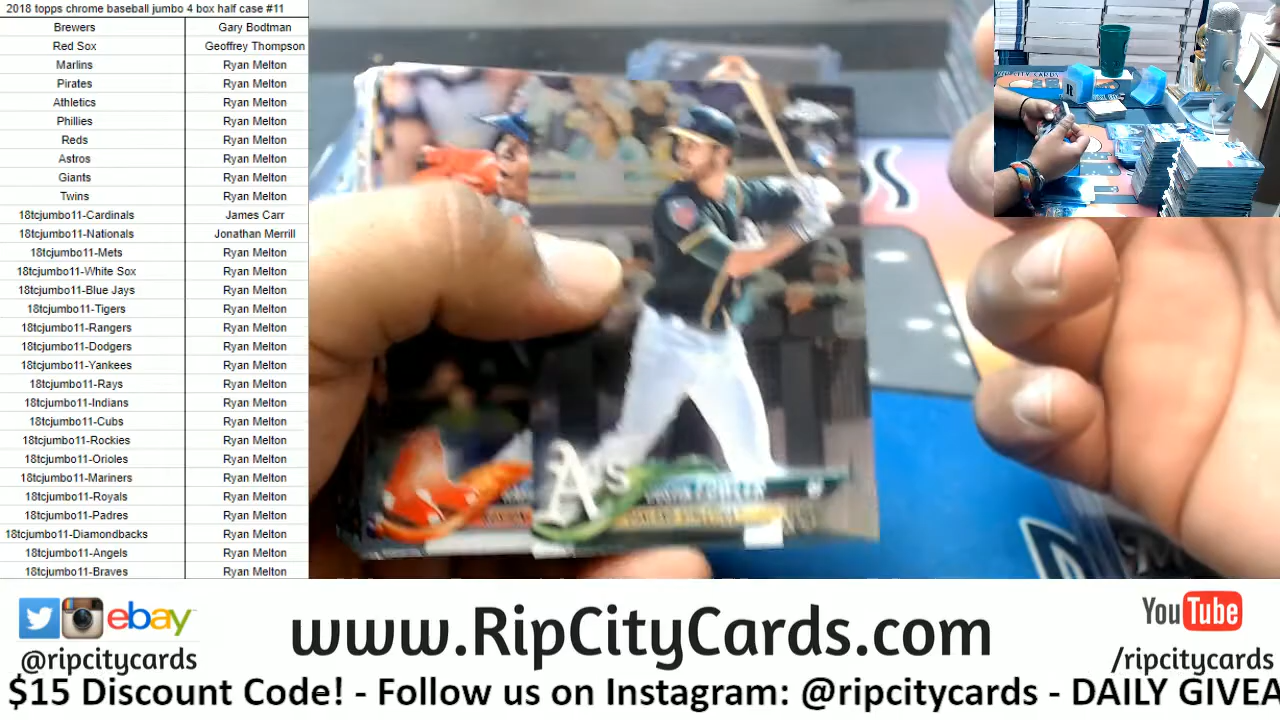 2018 topps chrome baseball jumbo 4 box half case #11
Brewers Gary Bodtman
Red Sox Geoffrey Thompson
Marlins Ryan Melton
Pirates Ryan Melton
Athletics Ryan Melton
Phillies Ryan Melton
Reds Ryan Melton
Astros Ryan Melton
Giants Ryan Melton
Twins Ryan Melton
18tcjumbo11-Cardinals James Carr
18tcjumbo11-Nationals Jonathan Merrill
18tcjumbo11-Mets Ryan Melton
18tcjumbo11-White Sox Ryan Melton
18tcjumbo11-Blue Jays Ryan Melton
18tcjumbo11-Tigers Ryan Melton
18tcjumbo11-Rangers Ryan Melton
18tcjumbo11-Dodgers Ryan Melton
18tcjumbo11-Yankees Ryan Melton
18tcjumbo11-Rays Ryan Melton
18tcjumbo11-Indians Ryan Melton
18tcjumbo11-Cubs Ryan Melton
18tcjumbo11-Rockies Ryan Melton
18tcjumbo11-Orioles Ryan Melton
18tcjumbo11-Mariners Ryan Melton
18tcjumbo11-Royals Ryan Melton
18tcjumbo11-Padres Ryan Melton
18tcjumbo11-Diamondbacks Ryan Melton
18tcjumbo11-Angels Ryan Melton
18tcjumbo11-Braves Ryan Melton
A's
ebay
@ripcitycards
www.RipCityCards.com
YouTube
/ripcitycards
$15 Discount Code! - Follow us on Instagram: @ripcitycards - DAILY GIVEA